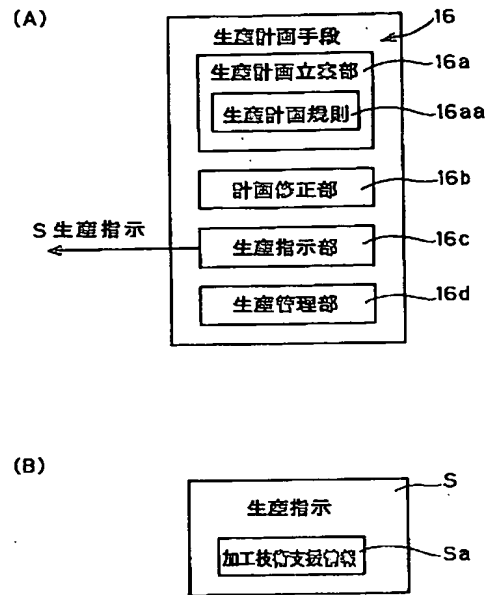 (A)
16
生産計画手段
16a
生産計画立案部
生産計画規則
16aa
計画修正部
16b
S 生産指示
生産指示部
16c
生産管理部
16d
(B)
S
生産指示
加工技術支援情報
Sa